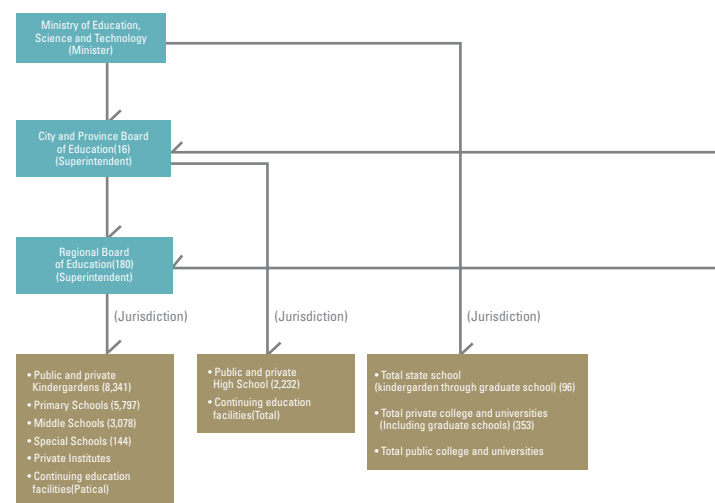 Ministry of Education,
Science and Technology
(Minister)
City and Province Board
of Education(16)
(Superintendent)
Regional Board
of Education(180)
(Superintendent)
(Jurisdiction)
(Jurisdiction)
(Jurisdiction)
• Public and private
Kindergardens (8,341)
• Primary Schools (5,797)
• Middle Schools (3,078)
• Special Schools (144)
• Private Institutes
• Continuing education
facilities(Patical)
• Public and private
High School (2,232)
• Continuing education
facilities(Total)
• Total state school
(kindergarden through graduate school) (96)
• Total private college and universities
(Including graduate schools) (353)
• Total public college and universities